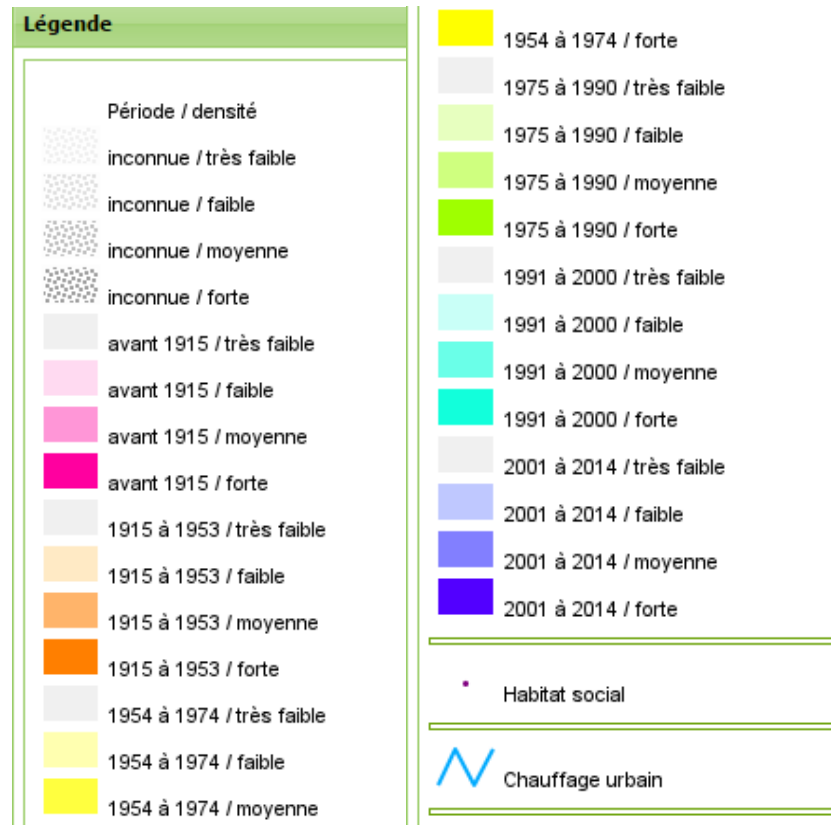 Légende
Période / densité
inconnue / très faible
inconnue / faible
inconnue / moyenne
inconnue / forte
avant 1915 / très faible
avant 1915 / faible
avant 1915 / moyenne
avant 1915 / forte
1915 à 1953 / très faible
1915 à 1953 / faible
1915 à 1953 / moyenne
1915 à 1953 / forte
1954 à 1974 / très faible
1954 à 1974 / faible
1954 à 1974 / moyenne
1954 à 1974 / forte
1975 à 1990 / très faible
1975 à 1990 / faible
1975 à 1990 / moyenne
1975 à 1990 / forte
1991 à 2000 / très faible
1991 à 2000 / faible
1991 à 2000 / moyenne
1991 à 2000 / forte
2001 à 2014 / très faible
2001 à 2014 / faible
2001 à 2014 / moyenne
2001 à 2014 / forte
Habitat social
Chauffage urbain